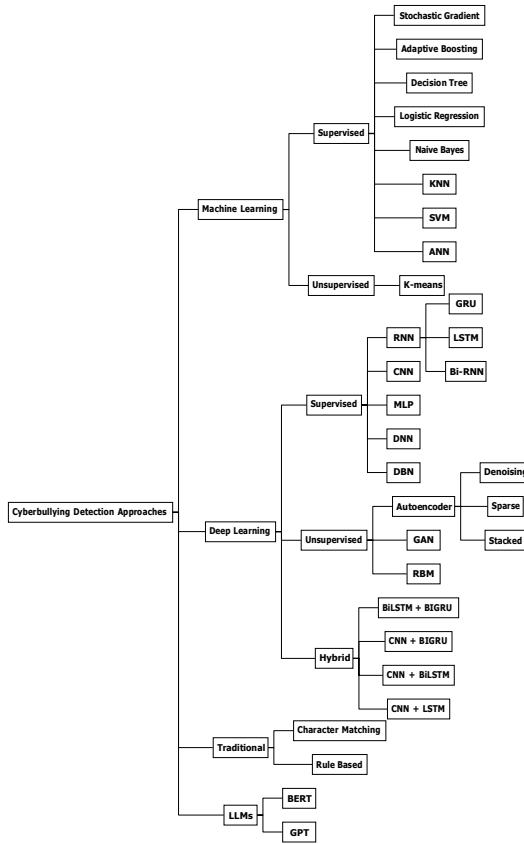 Stochastic Gradient
Adaptive Boosting
Decision Tree
Logistic Regression
Supervised
Naive Bayes
KNN
Machine Learning
SVM
ANN
Unsupervised
K-means
GRU
RNN
LSTM
CNN
Bi-RNN
Supervised
MLP
DNN
DBN
Denoising
Cyberbullying Detection Approaches
Autoencoder
Sparse
Deep Learning
Unsupervised
GAN
Stacked
RBM
BiLSTM + BIGRU
CNN + BIGRU
Hybrid
CNN + BiLSTM
CNN + LSTM
Character Matching
Traditional
Rule Based
BERT
LLMs
GPT